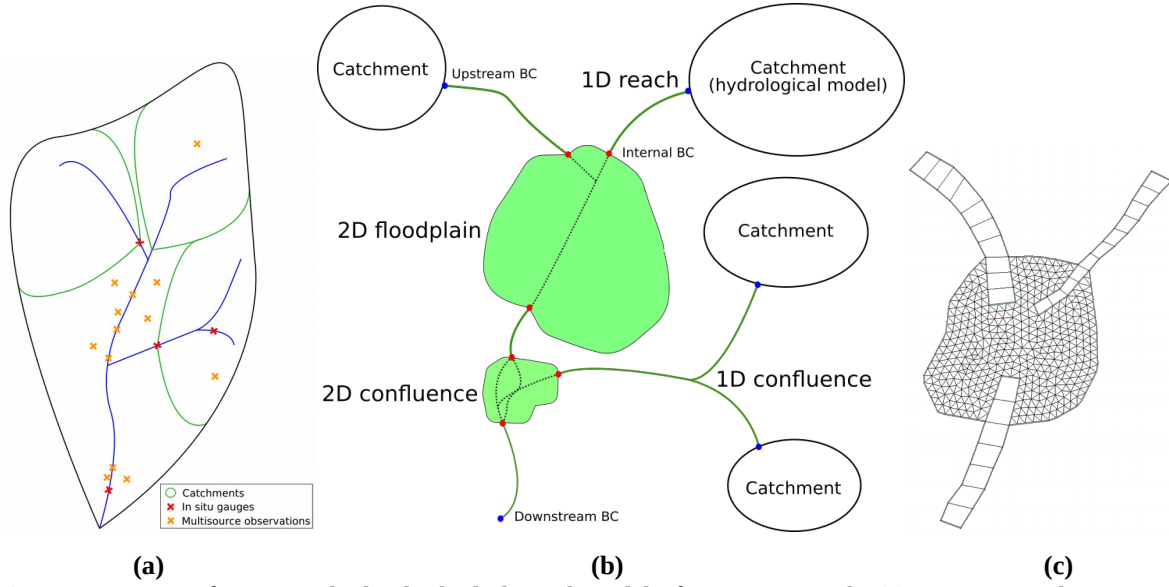 Catchments
In situ gauges
Multisource observations
(a)
Catchment
Upstream BC
1D reach
Catchment
(hydrological model)
Internal BC
2D floodplain
Catchment
2D confluence
1D confluence
Catchment
Downstream BC
(b)
(c)